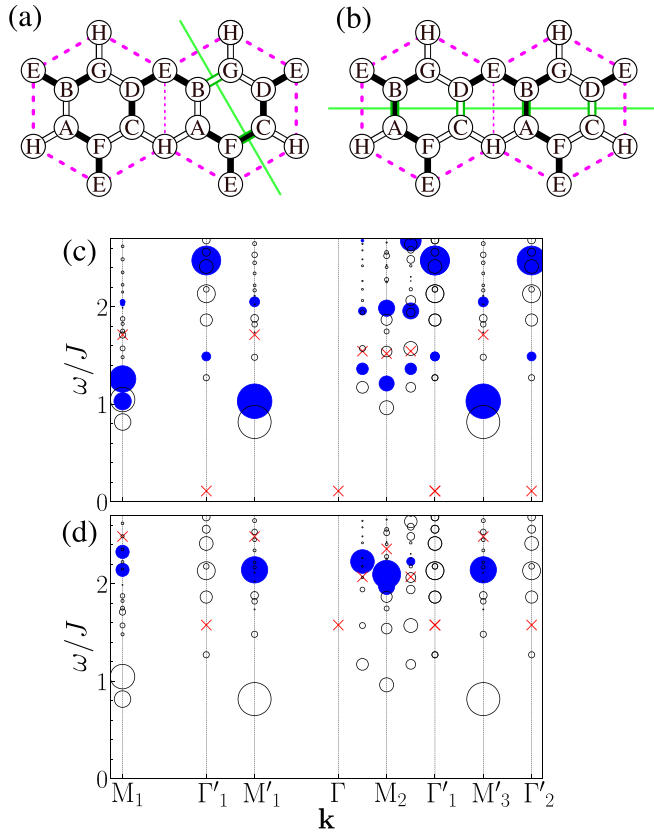 (a) (b)
H H H H
E E E E E E
G G G G
B D B D B D B D
A C A C A C A C
F F F F
H H H H H H
E E E E
(c)
ω/J
2
1
0
(d)
ω/J
2
1
0
M₁ Γ′₁ M′₁ Γ M₂ Γ′₁ M′₃ Γ′₂
k